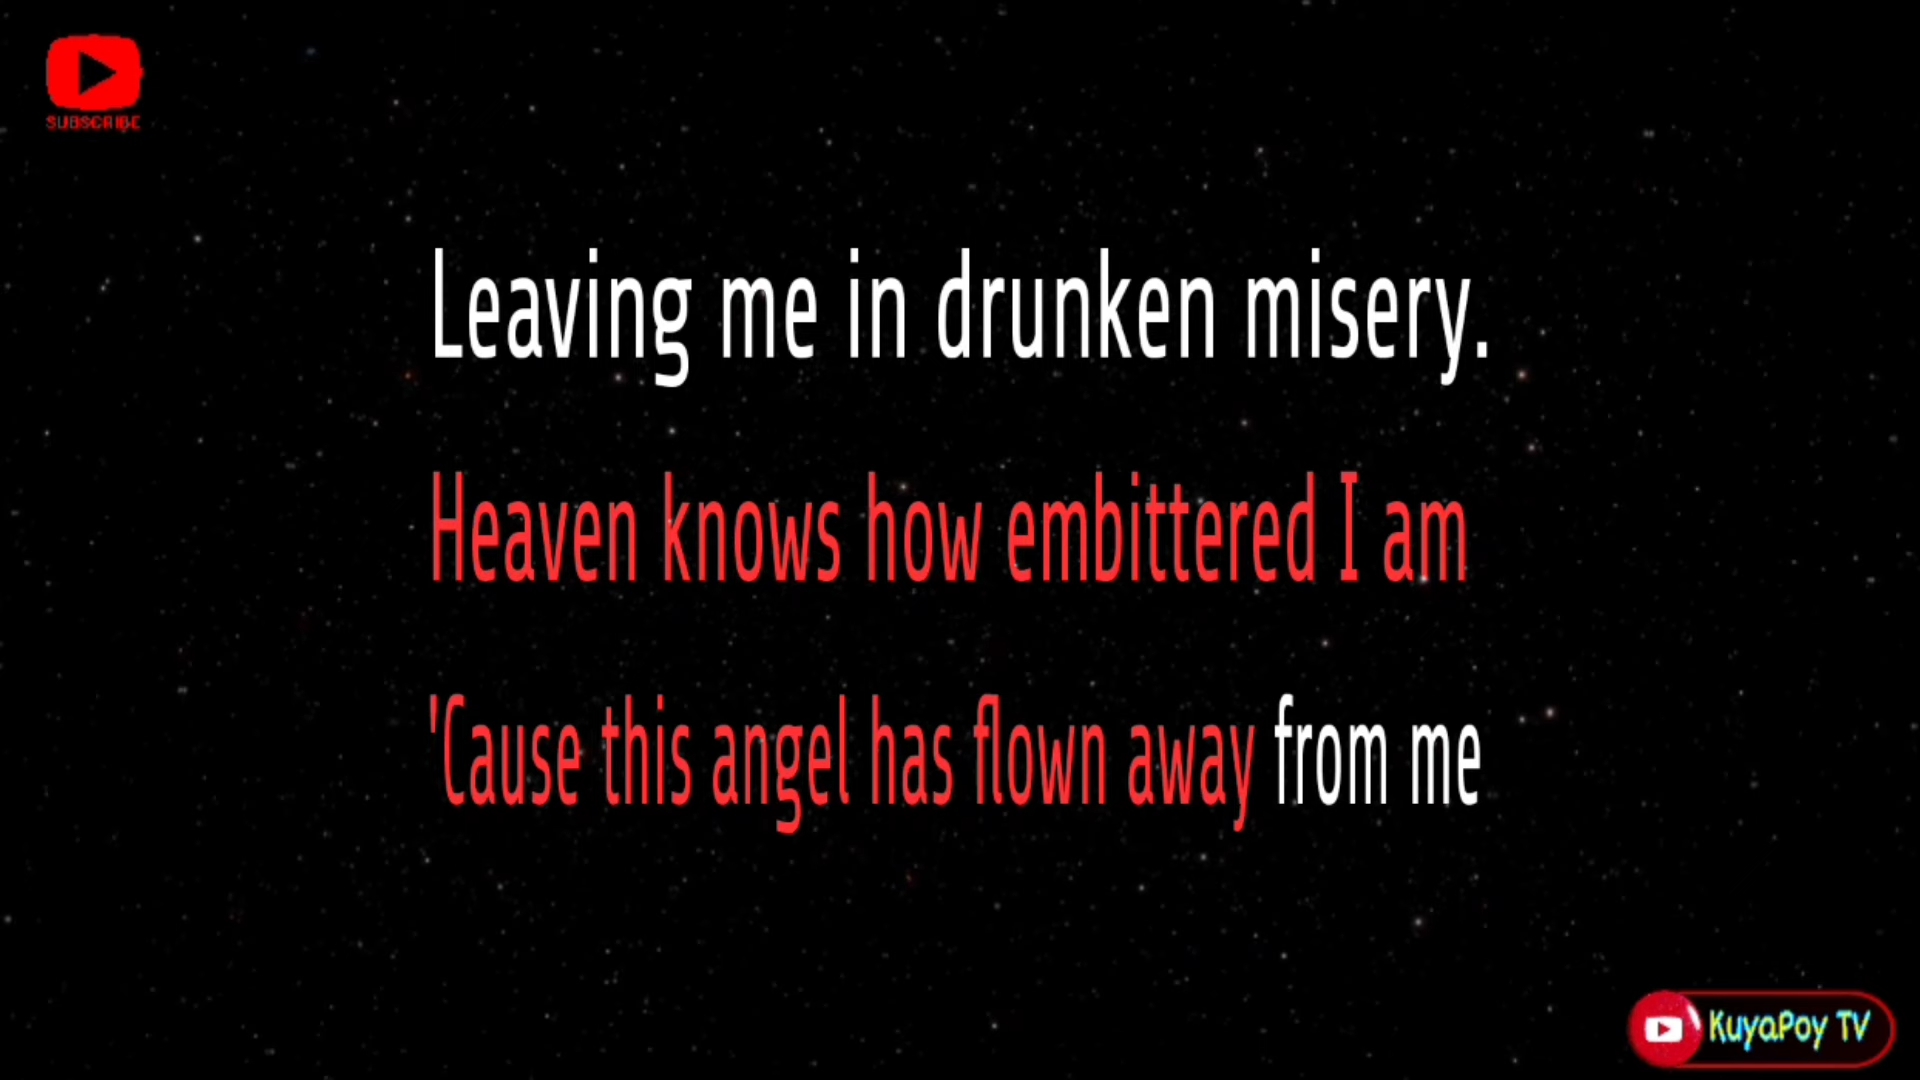 SUBSCRIBE
Leaving me in drunken misery.
Heaven knows how embittered I am
'Cause this angel has flown away from me
KuyaPoy TV